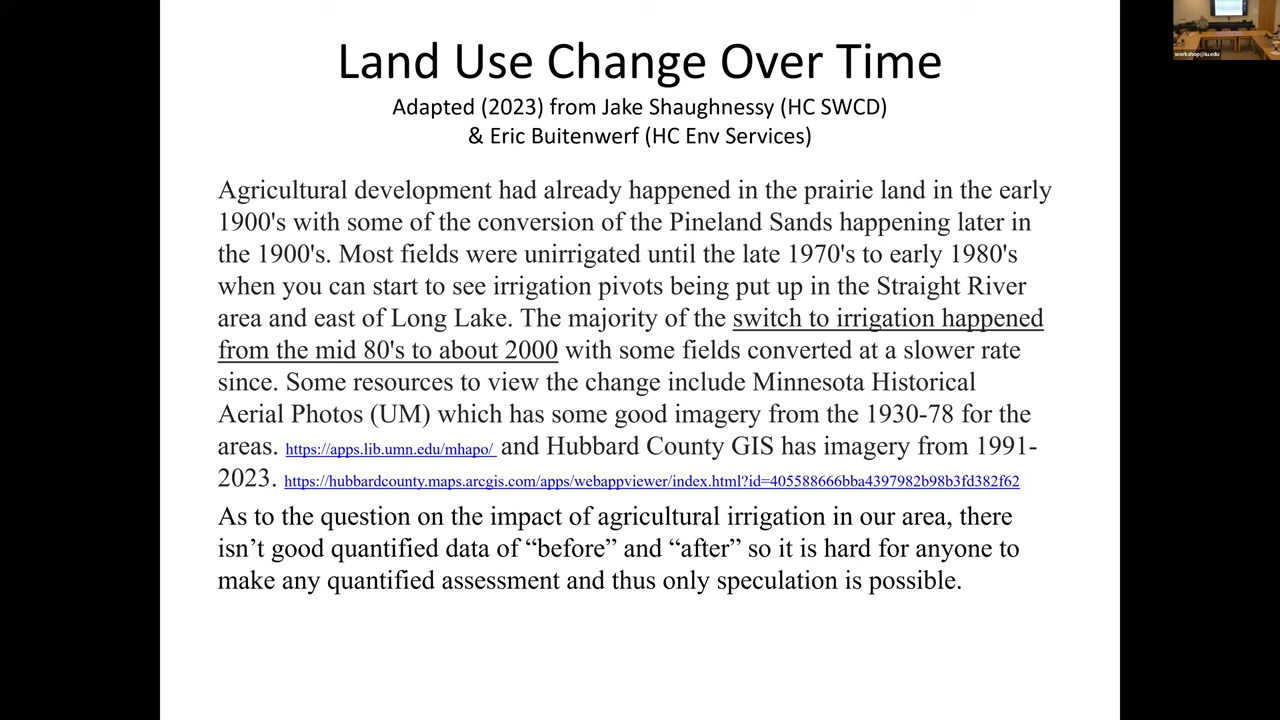 Land Use Change Over Time
Adapted (2023) from Jake Shaughnessy (HC SWCD)
& Eric Buitenwerf (HC Env Services)
Agricultural development had already happened in the prairie land in the early
1900's with some of the conversion of the Pineland Sands happening later in
the 1900's. Most fields were unirrigated until the late 1970's to early 1980's
when you can start to see irrigation pivots being put up in the Straight River
area and east of Long Lake. The majority of the switch to irrigation happened
from the mid 80's to about 2000 with some fields converted at a slower rate
since. Some resources to view the change include Minnesota Historical
Aerial Photos (UM) which has some good imagery from the 1930-78 for the
areas. https://apps.lib.umn.edu/mhapo/ and Hubbard County GIS has imagery from 1991-
2023. https://hubbardcounty.maps.arcgis.com/apps/webappviewer/index.html?id=405588666bba4397982b98b3fd382f62
As to the question on the impact of agricultural irrigation in our area, there
isn’t good quantified data of “before” and “after” so it is hard for anyone to
make any quantified assessment and thus only speculation is possible.
workshop@iu.edu